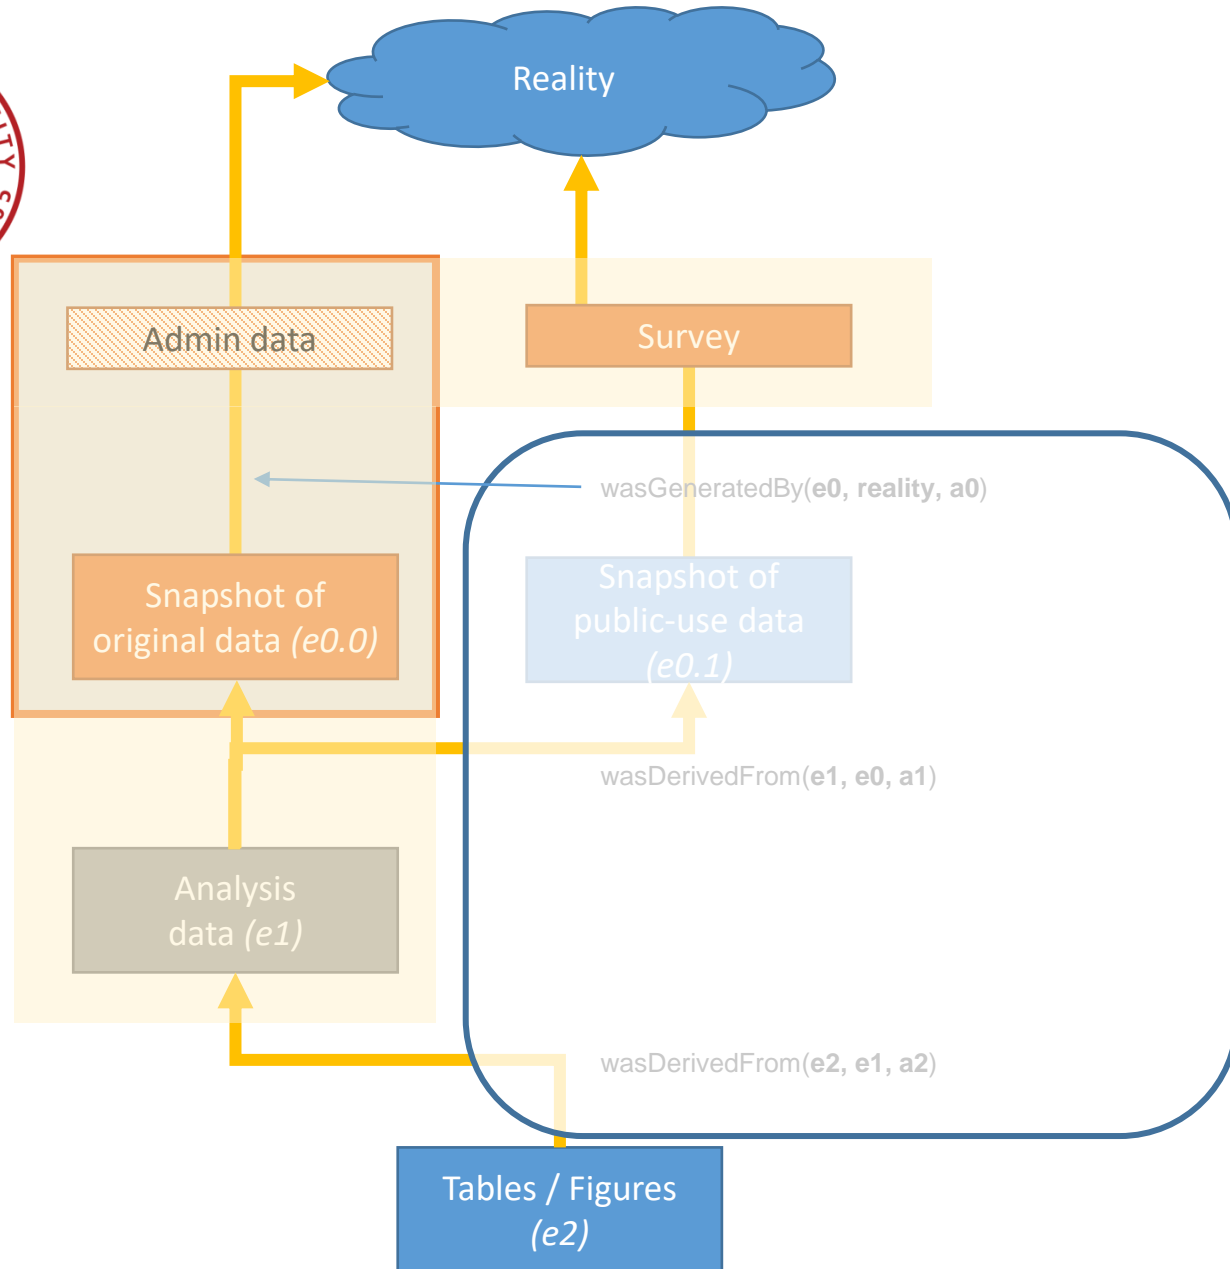 Reality
Admin data
Survey
wasGeneratedBy(e0, reality, a0)
Snapshot of
original data (e0.0)
Snapshot of
public-use data
(e0.1)
wasDerivedFrom(e1, e0, a1)
Analysis
data (e1)
wasDerivedFrom(e2, e1, a2)
Tables / Figures
(e2)